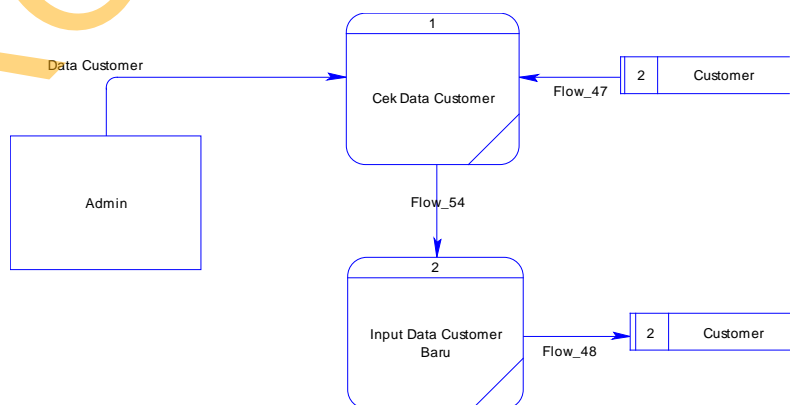 1
Data Customer
Cek Data Customer
2
Customer
Flow_47
Admin
Flow_54
2
Input Data Customer
Baru
2
Customer
Flow_48